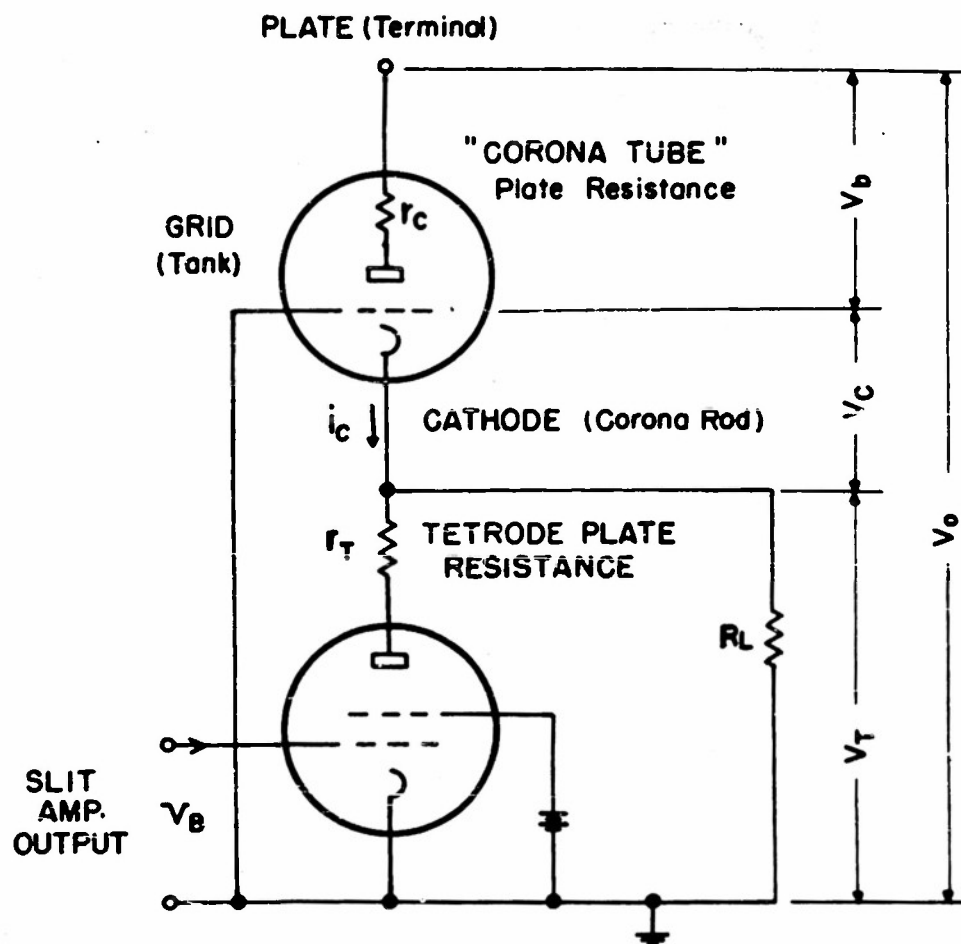 PLATE (Terminal)
"CORONA TUBE"
Plate Resistance
rC
GRID
(Tank)
Vb
VC
iC
CATHODE (Corona Rod)
Vo
rT
TETRODE PLATE
RESISTANCE
RL
VT
SLIT
AMP.
OUTPUT
VB